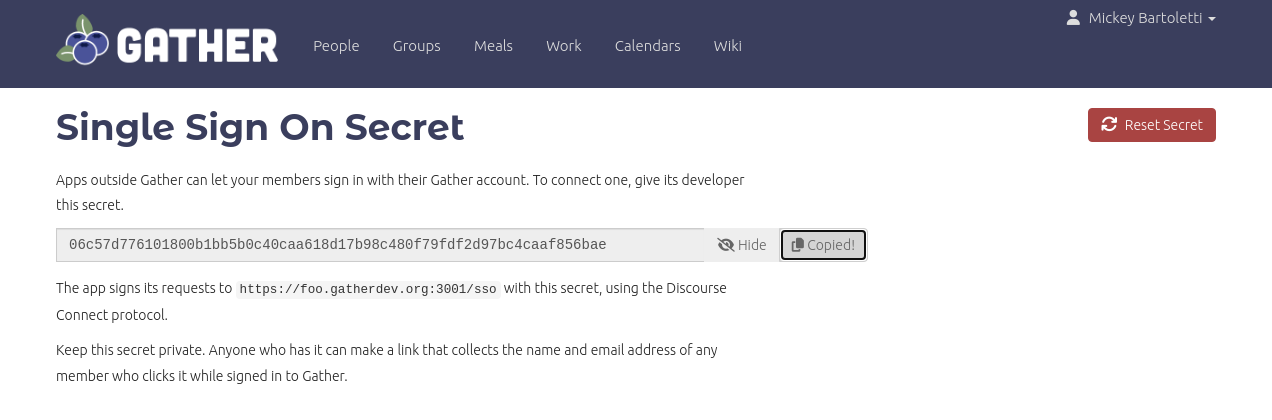 Mickey Bartoletti
GATHER People Groups Meals Work Calendars Wiki
Single Sign On Secret
Reset Secret
Apps outside Gather can let your members sign in with their Gather account. To connect one, give its developer
this secret.
06c57d776101800b1bb5b0c40caa618d17b98c480f79fdf2d97bc4caaf856bae Hide Copied!
The app signs its requests to https://foo.gatherdev.org:3001/sso with this secret, using the Discourse
Connect protocol.
Keep this secret private. Anyone who has it can make a link that collects the name and email address of any
member who clicks it while signed in to Gather.